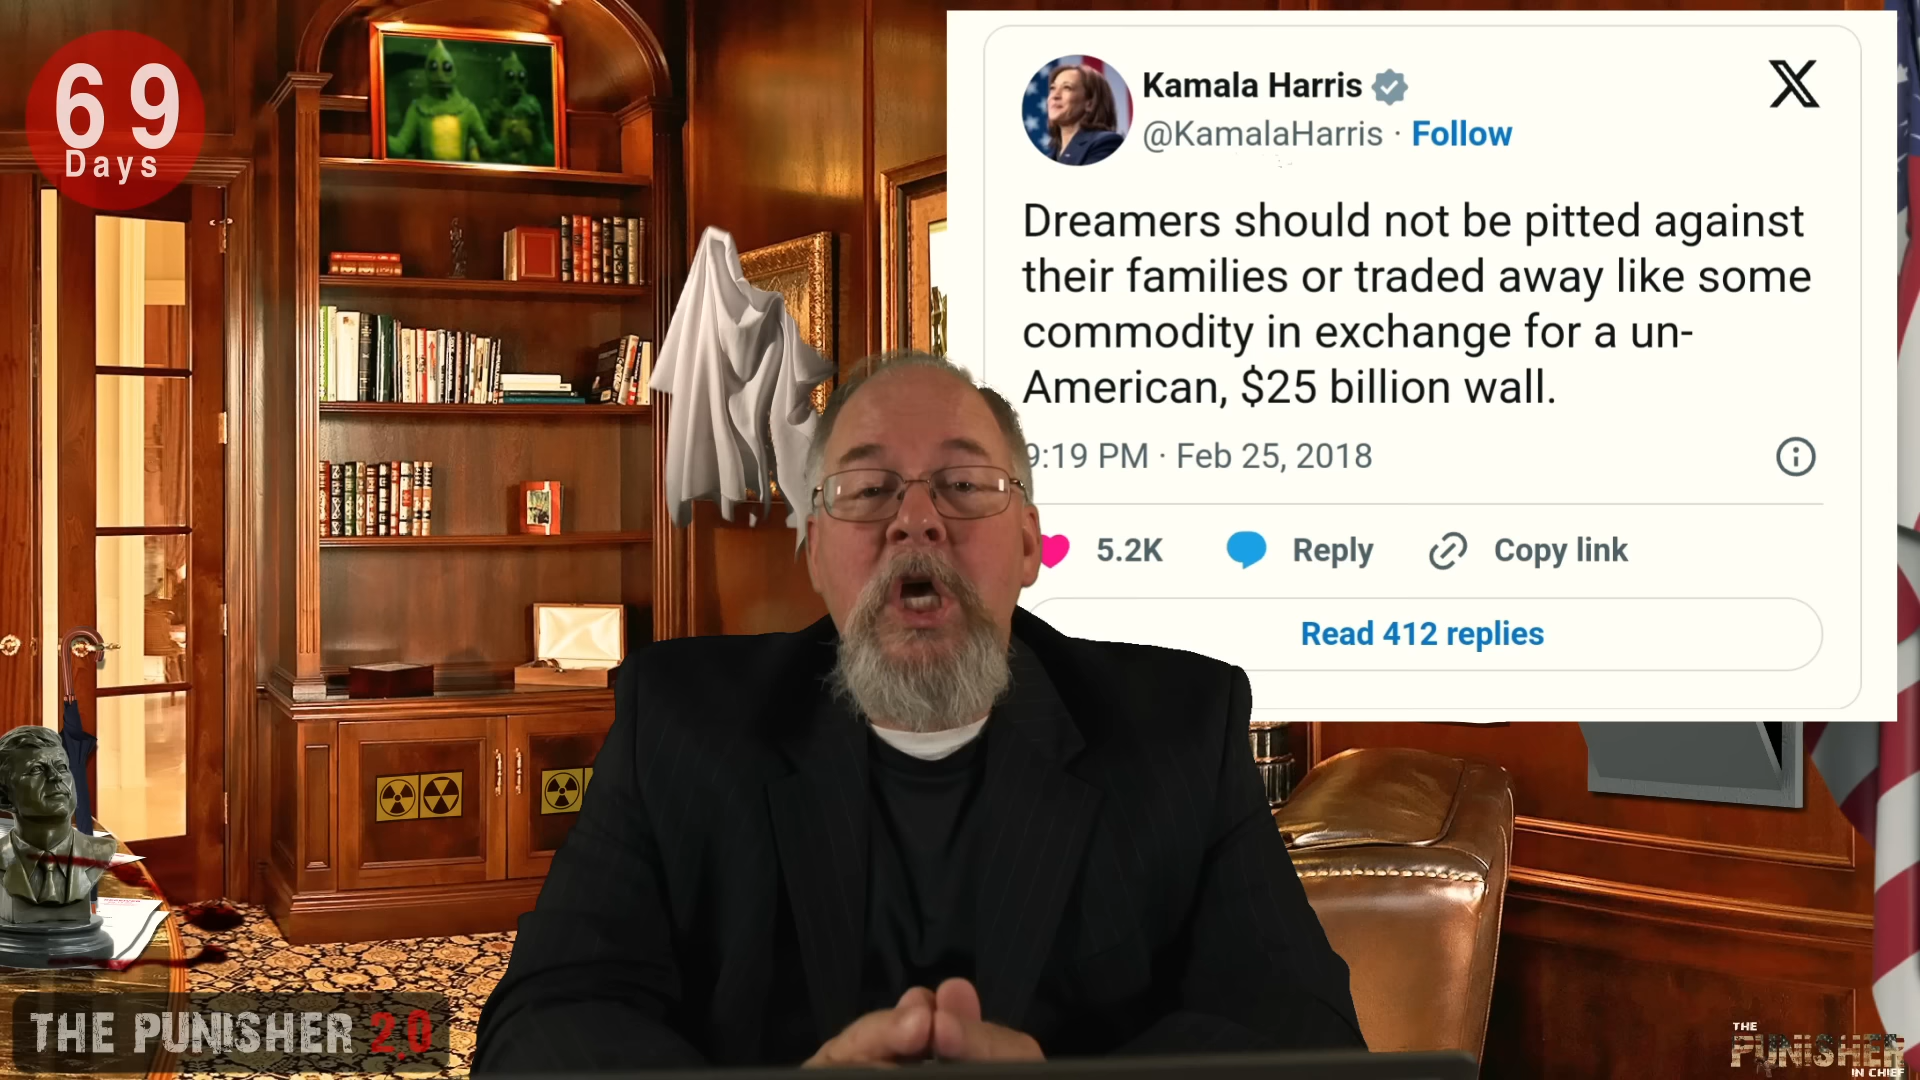 69
Days
Kamala Harris
@KamalaHarris · Follow
X
Dreamers should not be pitted against
their families or traded away like some
commodity in exchange for a un-
American, $25 billion wall.
9:19 PM · Feb 25, 2018
5.2K
Reply
Copy link
Read 412 replies
THE PUNISHER 2.0
THE
PUNISHER
IN CHIEF